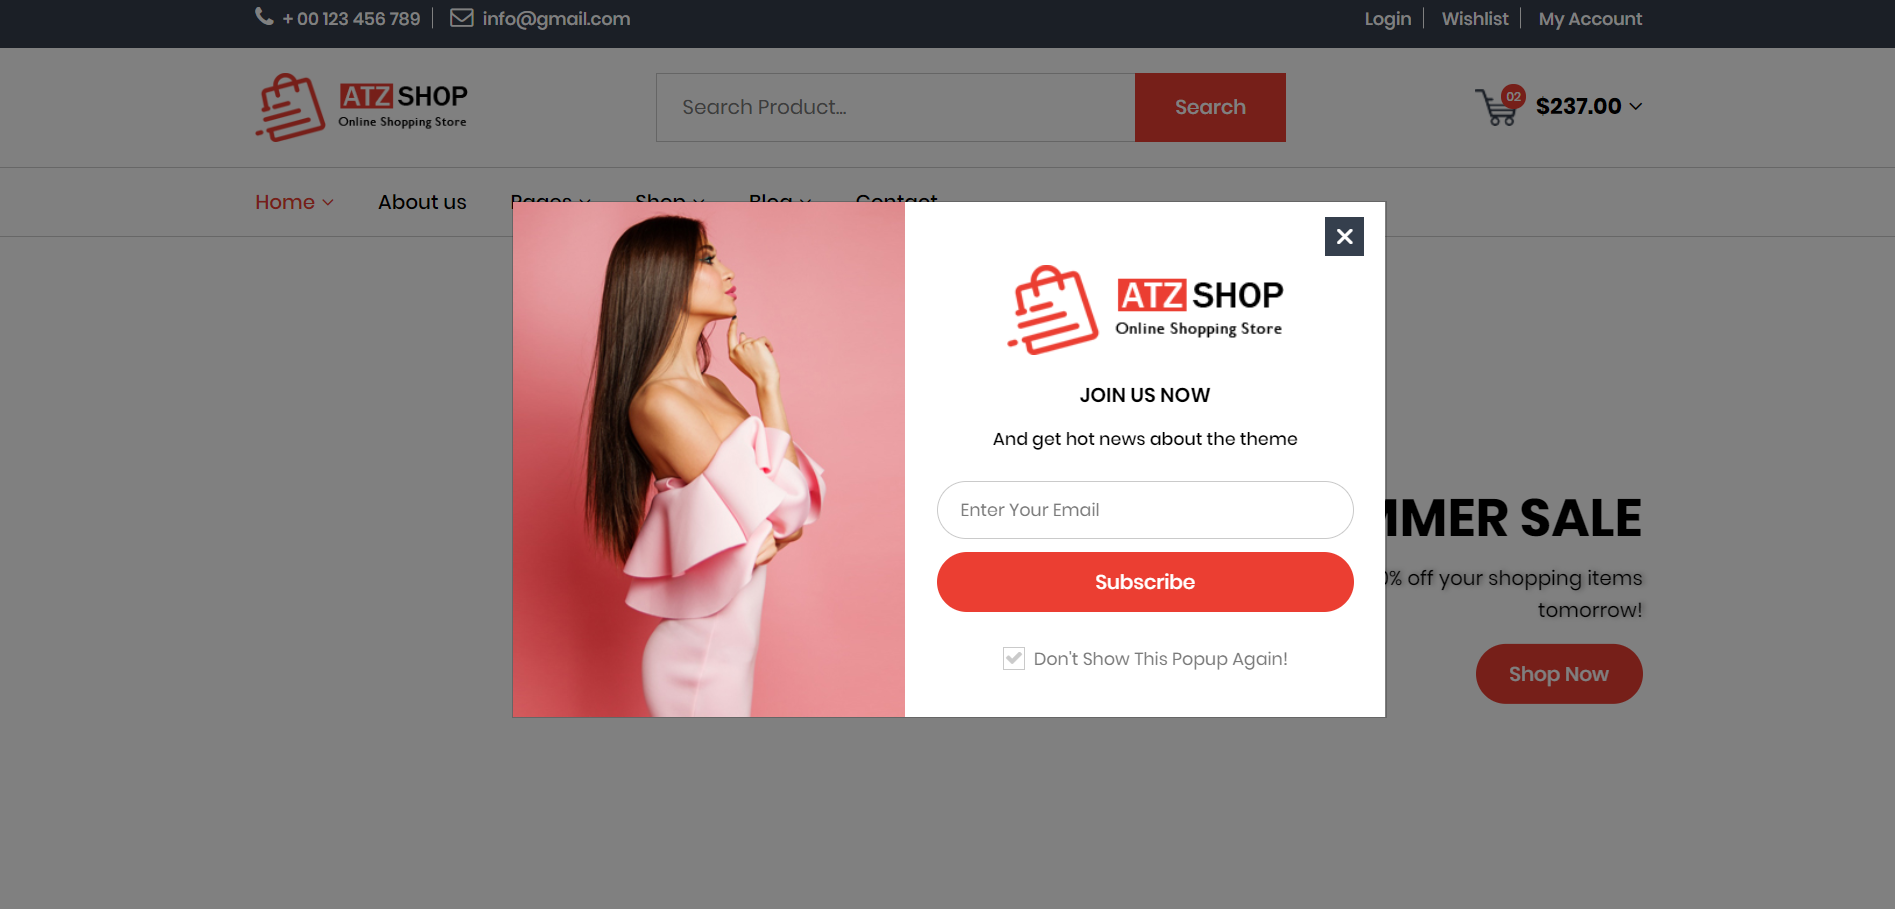 + 00 123 456 789
info@gmail.com
Login
Wishlist
My Account
ATZ SHOP
Online Shopping Store
Search Product...
Search
02
$237.00
Home
About us
Pages
Shop
Blog
Contact
ATZ SHOP
Online Shopping Store
JOIN US NOW
And get hot news about the theme
Enter Your Email
Subscribe
Don't Show This Popup Again!
SALE
% off your shopping items
tomorrow!
Shop Now